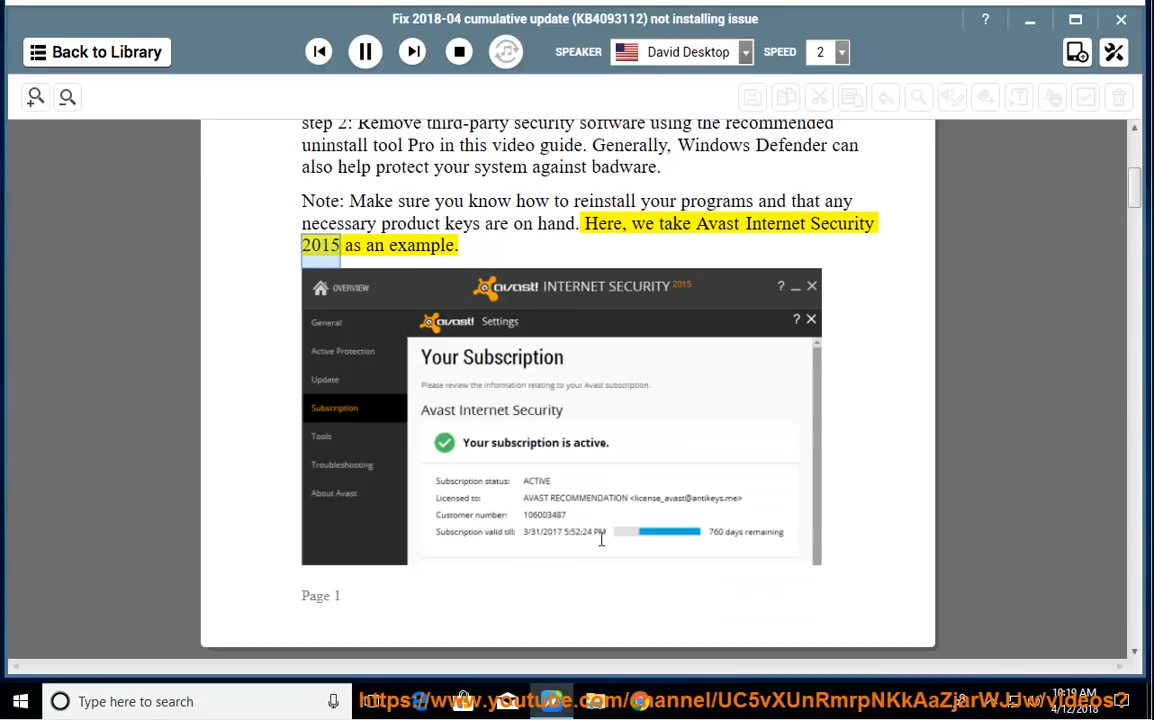 Fix 2018-04 cumulative update (KB4093112) not installing issue
Back to Library
SPEAKER
David Desktop
SPEED
2
step 2: Remove third-party security software using the recommended
uninstall tool Pro in this video guide. Generally, Windows Defender can
also help protect your system against badware.
Note: Make sure you know how to reinstall your programs and that any
necessary product keys are on hand. Here, we take Avast Internet Security
2015 as an example.
OVERVIEW
avast! INTERNET SECURITY 2015
General
Active Protection
Update
Subscription
Tools
Troubleshooting
About Avast
avast! Settings
Your Subscription
Please review the information relating to your Avast subscription.
Avast Internet Security
Your subscription is active.
Subscription status: ACTIVE
Licensed to: AVAST RECOMMENDATION <license_avast@antikeys.me>
Customer number: 106003487
Subscription valid till: 3/31/2017 5:52:24 PM 760 days remaining
Page 1
Type here to search
https://www.youtube.com/channel/UC5vXUnRmrpNKkAaZjarWJvw/videos?
10:19 AM
4/12/2018